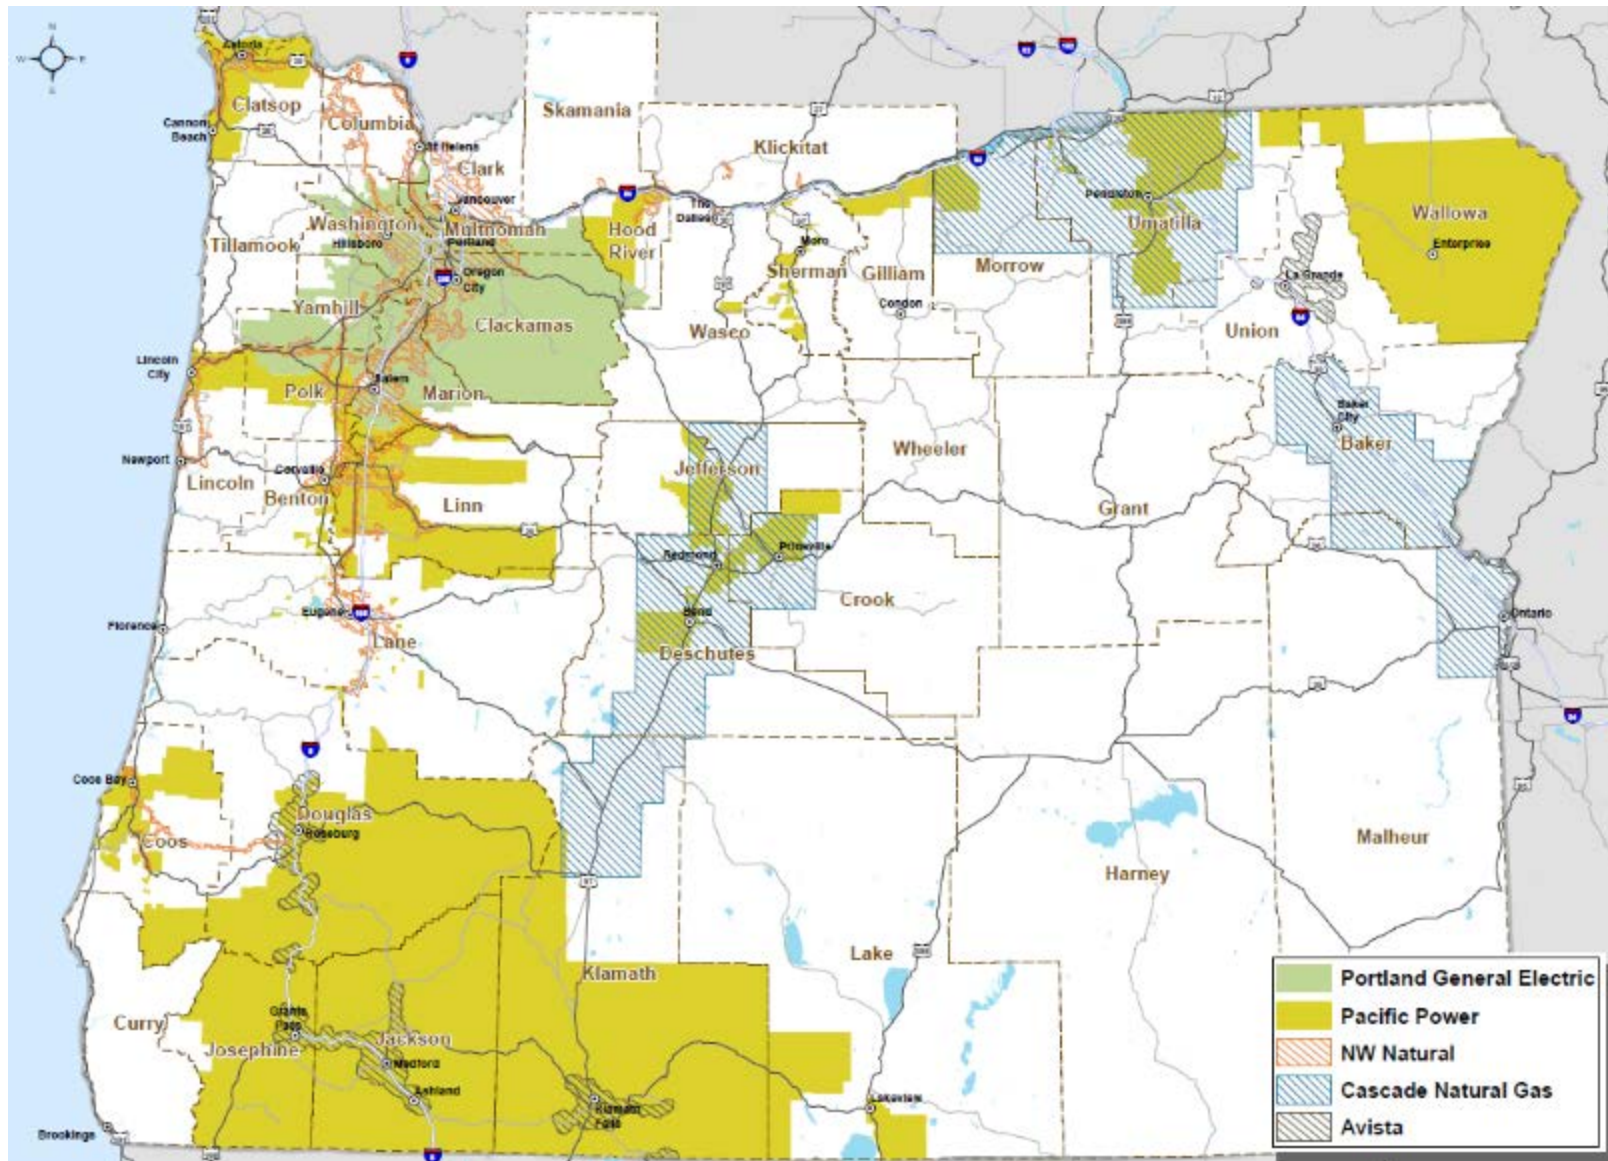 N
W
E
S
Astoria
Clatsop
Columbia
Skamania
Cannon
Beach
St Helens
Klickitat
Clark
Vancouver
Pendleton
Wallowa
The
Dalles
Washington
Multnomah
Hood
River
Umatilla
Tillamook
Hillsboro
Portland
Moro
Enterprise
Oregon
City
Sherman
Gilliam
Morrow
La Grande
Yamhill
Clackamas
Wasco
Condon
Union
Lincoln
City
Polk
Salem
Marion
Baker
City
Baker
Wheeler
Newport
Corvallis
Jefferson
Lincoln
Benton
Linn
Grant
Redmond
Prineville
Crook
Eugene
Bend
Ontario
Florence
Lane
Deschutes
Coos Bay
Douglas
Roseburg
Coos
Malheur
Harney
Lake
Klamath
Curry
Grants
Pass
Josephine
Jackson
Medford
Ashland
Klamath
Falls
Lakeview
Brookings
Portland General Electric
Pacific Power
NW Natural
Cascade Natural Gas
Avista